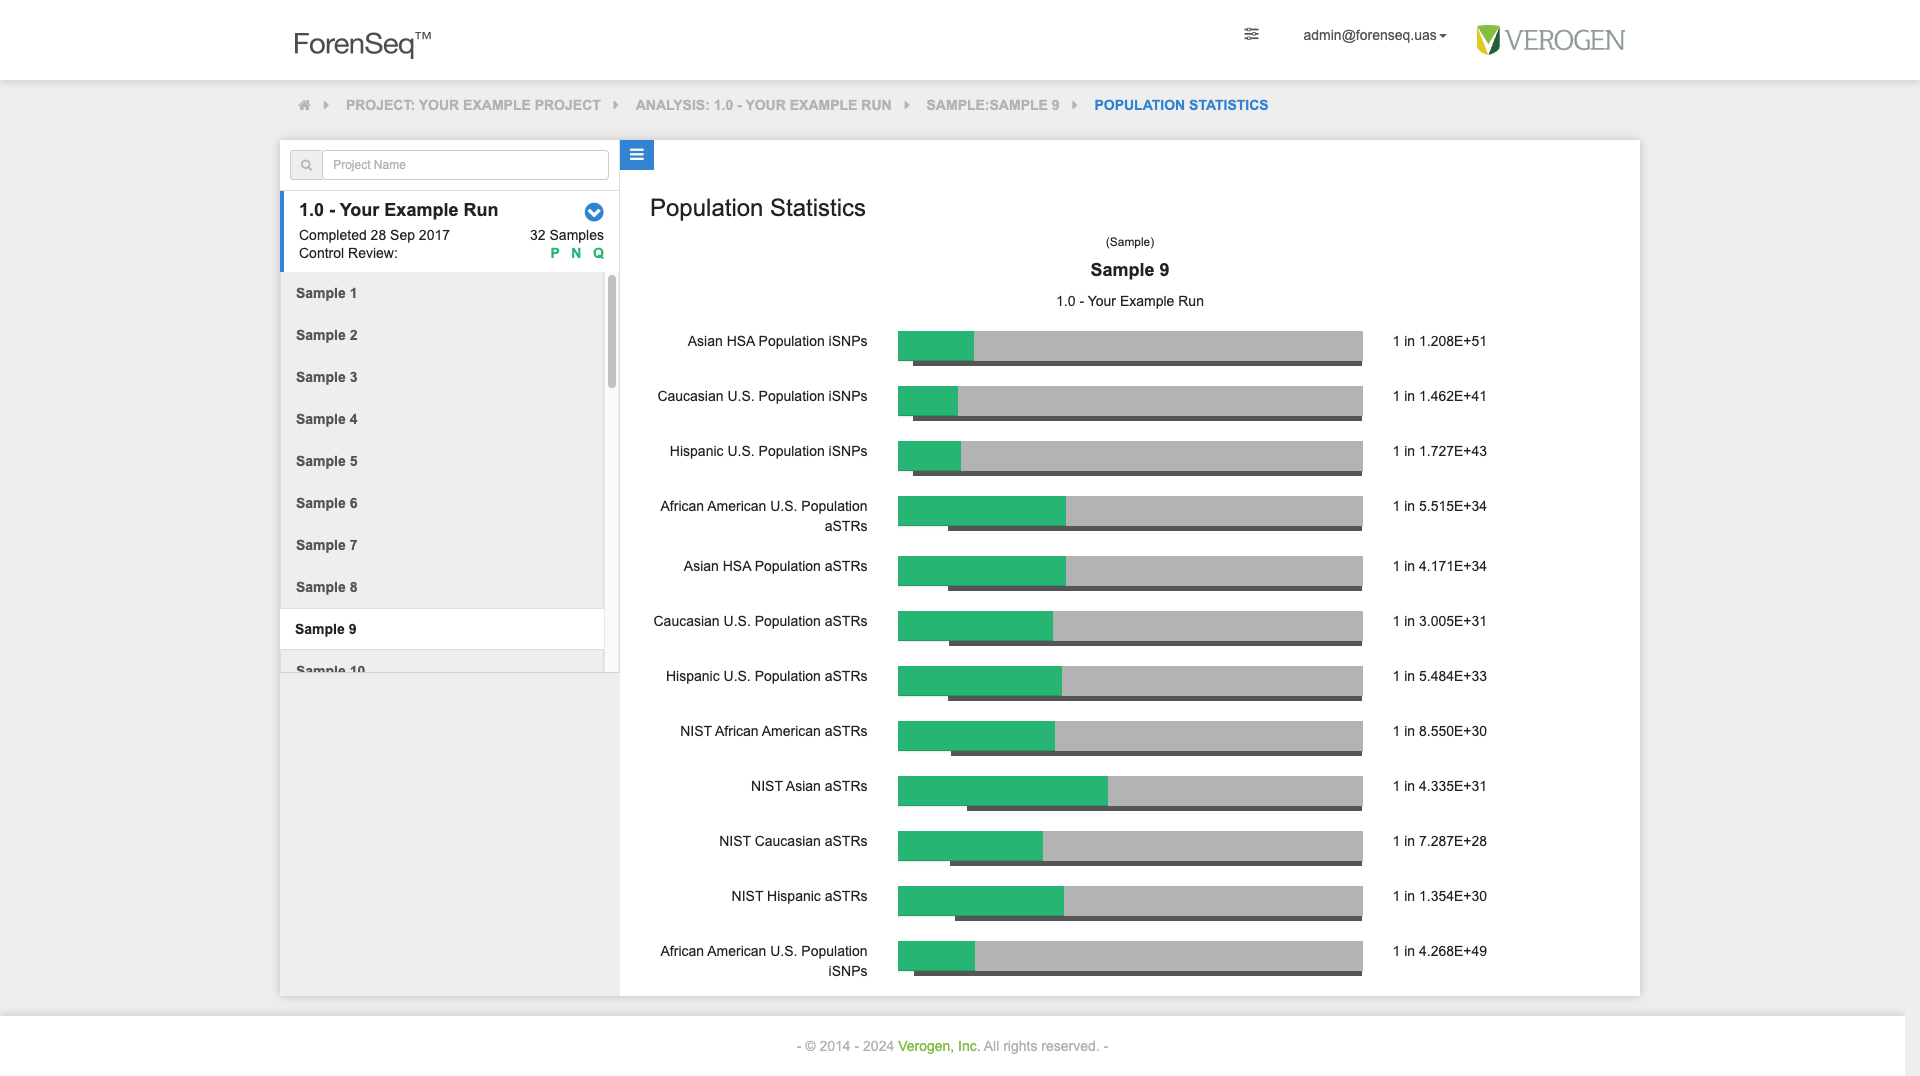 ForenSeq™
admin@forenseq.uas
VEROGEN
PROJECT: YOUR EXAMPLE PROJECT
ANALYSIS: 1.0 - YOUR EXAMPLE RUN
SAMPLE:SAMPLE 9
POPULATION STATISTICS
Project Name
1.0 - Your Example Run
Completed 28 Sep 2017 32 Samples
Control Review: P N Q
Sample 1
Sample 2
Sample 3
Sample 4
Sample 5
Sample 6
Sample 7
Sample 8
Sample 9
Sample 10
Population Statistics
(Sample)
Sample 9
1.0 - Your Example Run
Asian HSA Population iSNPs 1 in 1.208E+51
Caucasian U.S. Population iSNPs 1 in 1.462E+41
Hispanic U.S. Population iSNPs 1 in 1.727E+43
African American U.S. Population 1 in 5.515E+34
aSTRs
Asian HSA Population aSTRs 1 in 4.171E+34
Caucasian U.S. Population aSTRs 1 in 3.005E+31
Hispanic U.S. Population aSTRs 1 in 5.484E+33
NIST African American aSTRs 1 in 8.550E+30
NIST Asian aSTRs 1 in 4.335E+31
NIST Caucasian aSTRs 1 in 7.287E+28
NIST Hispanic aSTRs 1 in 1.354E+30
African American U.S. Population 1 in 4.268E+49
iSNPs
- © 2014 - 2024 Verogen, Inc. All rights reserved. -